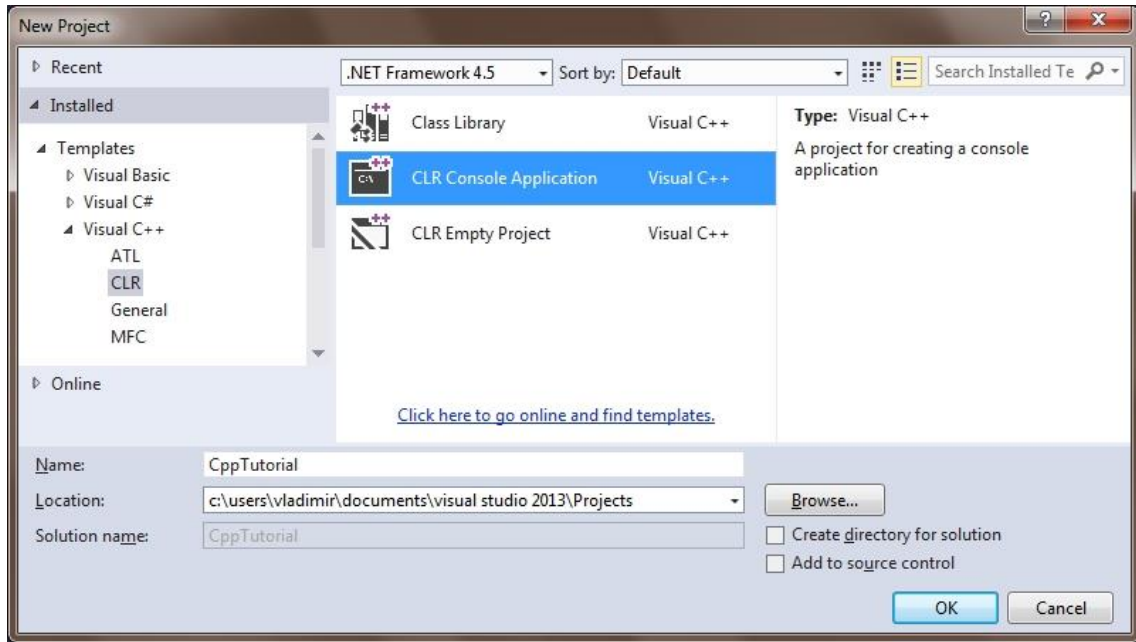 New Project
?
x
Recent
.NET Framework 4.5
Sort by: Default
Search Installed Te
Installed
Templates
Visual Basic
Visual C#
Visual C++
ATL
CLR
General
MFC
Online
++
Class Library
Visual C++
C:\
++
CLR Console Application
Visual C++
++
CLR Empty Project
Visual C++
Click here to go online and find templates.
Type: Visual C++
A project for creating a console
application
Name:
CppTutorial
Location:
c:\users\vladimir\documents\visual studio 2013\Projects
Browse...
Solution name:
CppTutorial
Create directory for solution
Add to source control
OK
Cancel